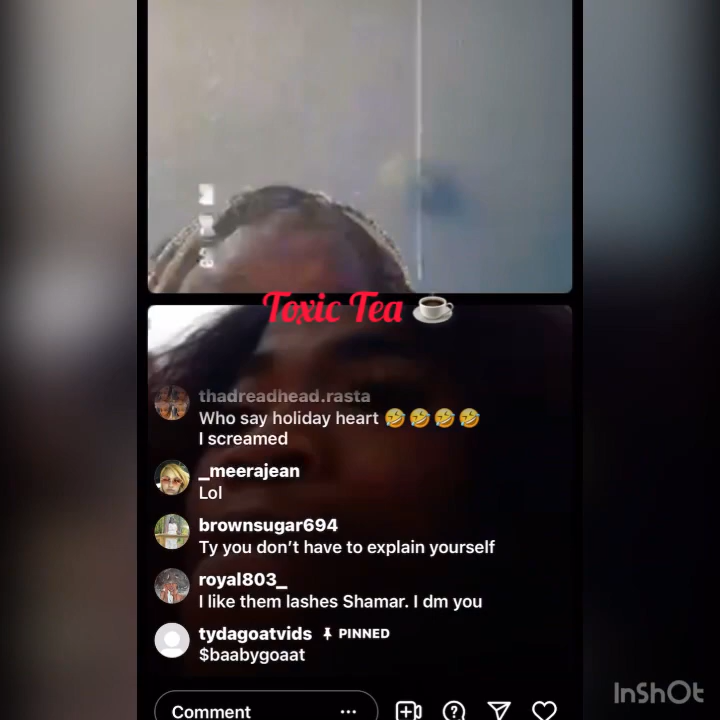 Toxic Tea ☕
thadreadhead.rasta
Who say holiday heart 🤣🤣🤣🤣
I screamed
_meerajean
Lol
brownsugar694
Ty you don’t have to explain yourself
royal803_
I like them lashes Shamar. I dm you
tydagoatvids PINNED
$baabygoaat
Comment
InShOt